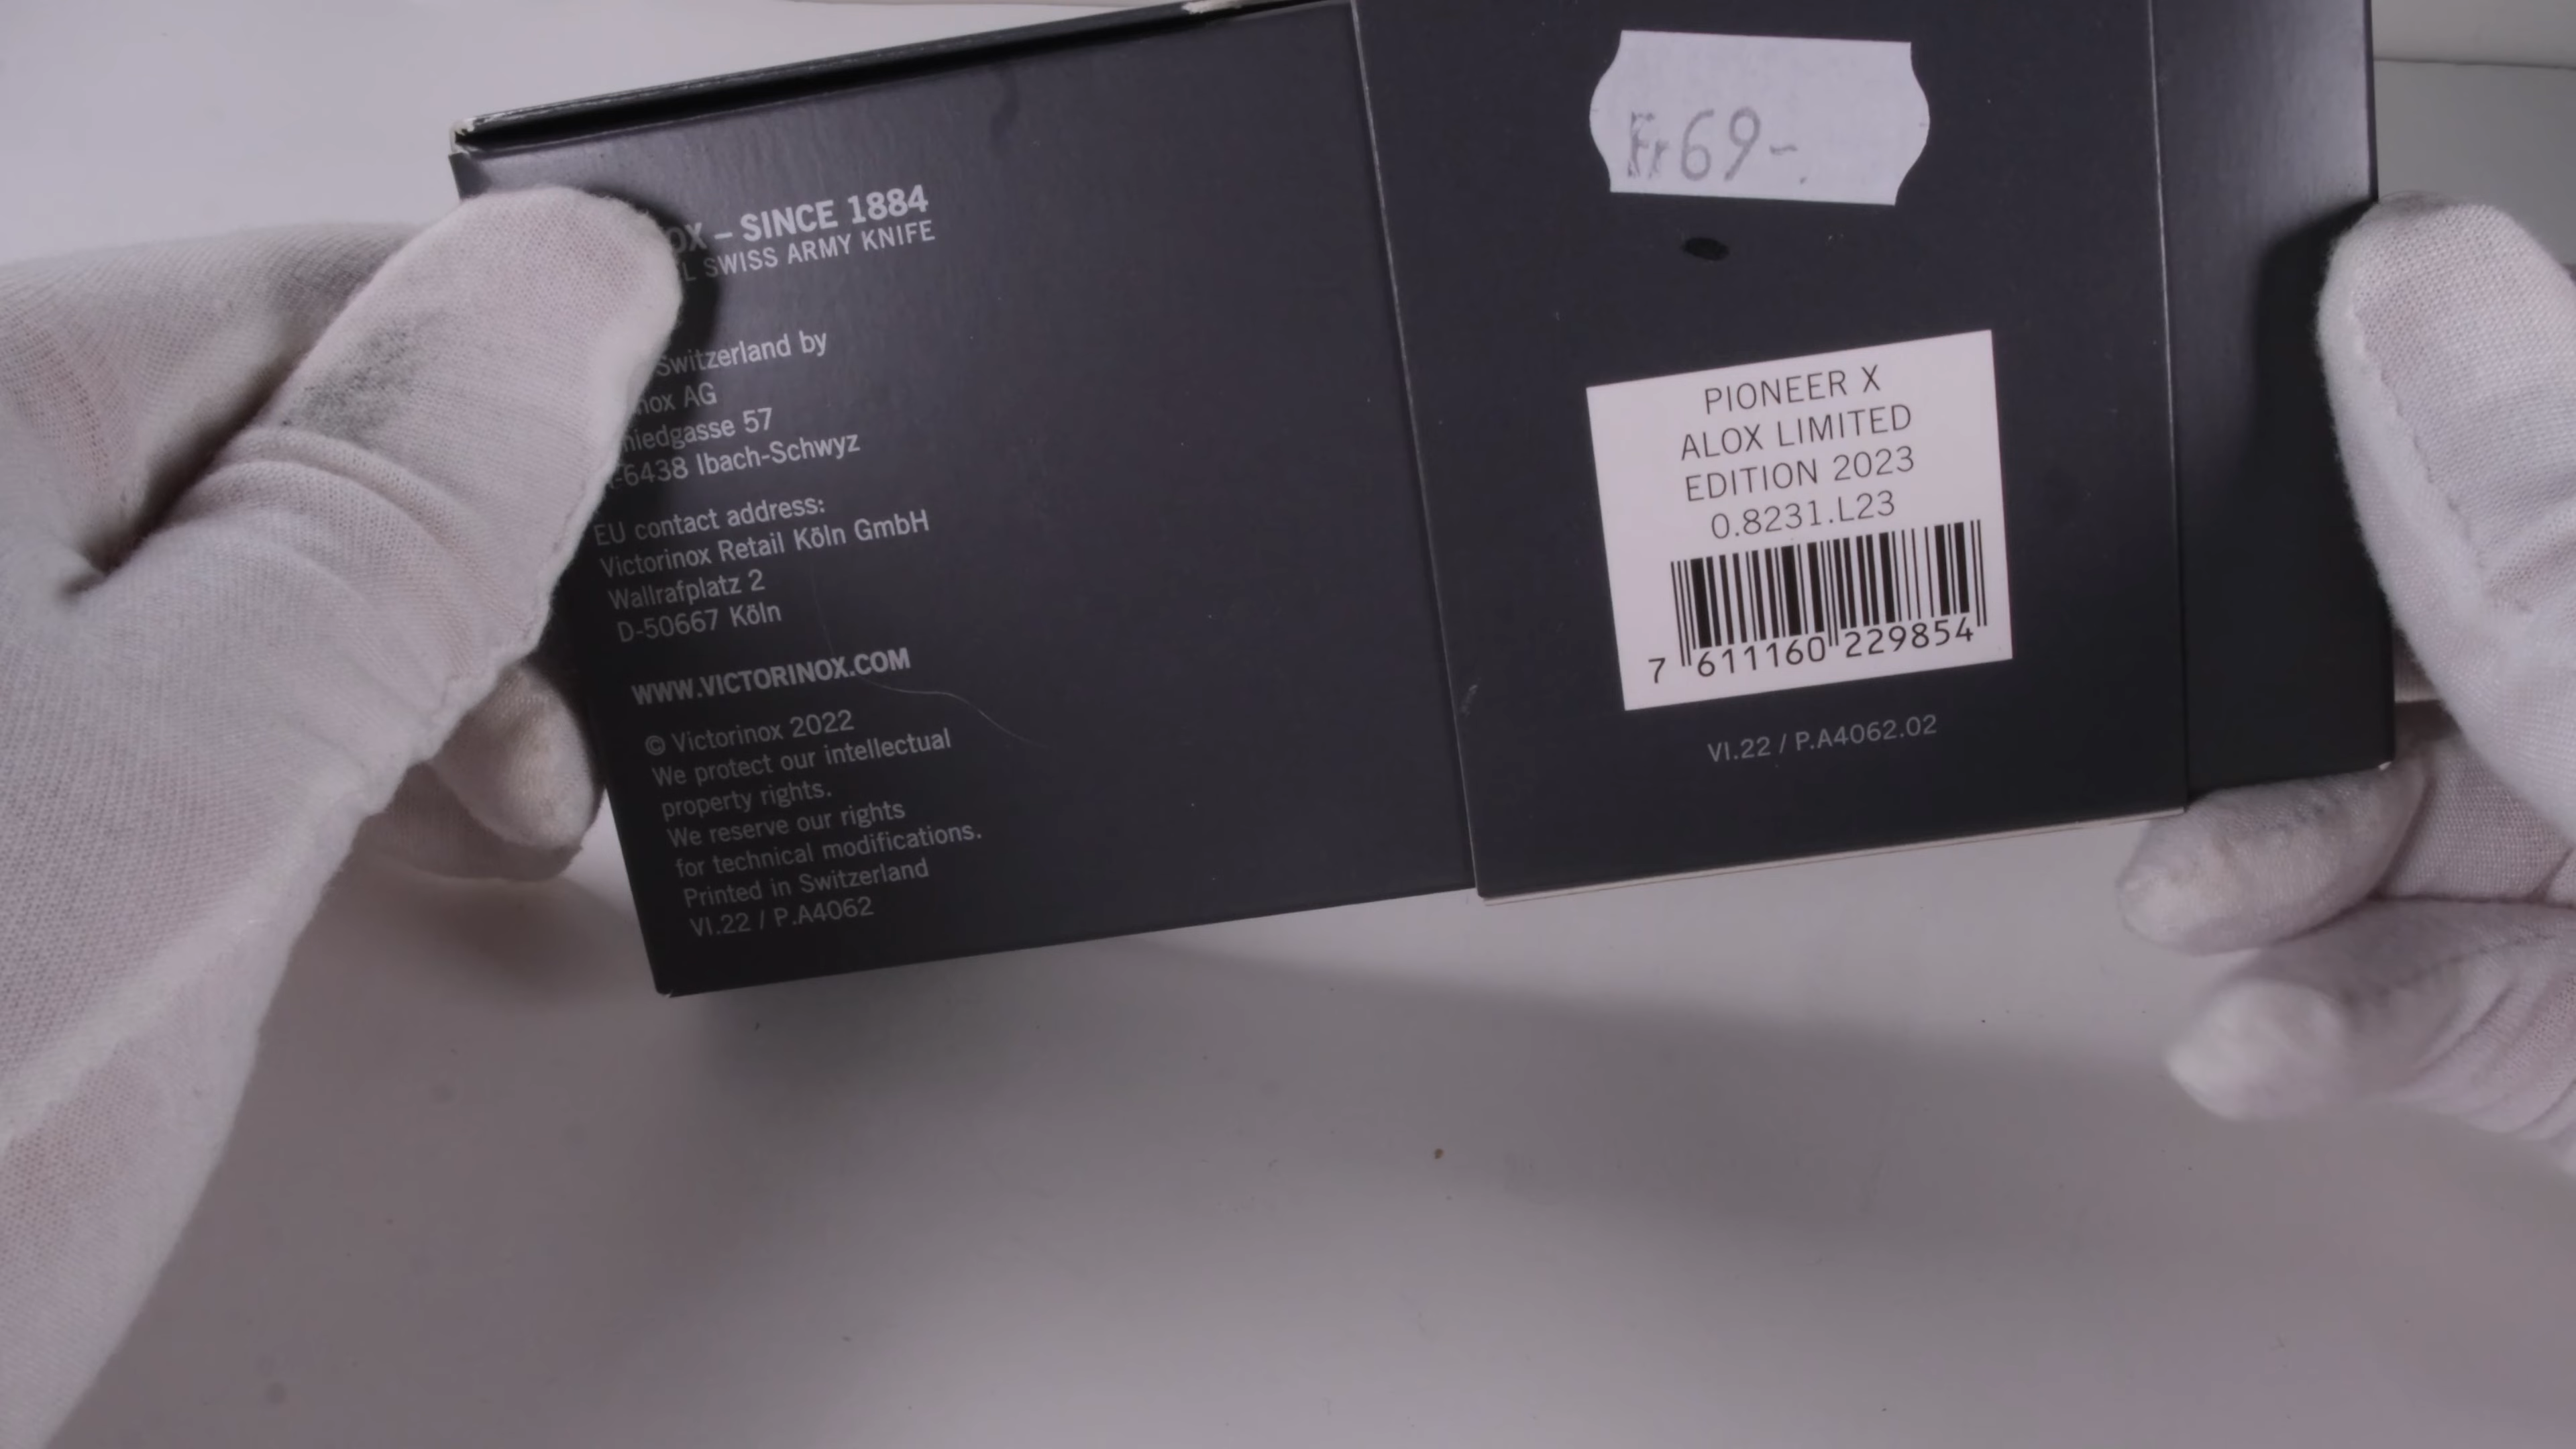 – SINCE 1884
SWISS ARMY KNIFE
Switzerland by
AG
57
6438 Ibach-Schwyz
EU contact address:
Victorinox Retail Köln GmbH
Wallrafplatz 2
D-50667 Köln
WWW.VICTORINOX.COM
© Victorinox 2022
We protect our intellectual
property rights.
We reserve our rights
for technical modifications.
Printed in Switzerland
VI.22 / P.A4062
Fr 69-.
PIONEER X
ALOX LIMITED
EDITION 2023
0.8231.L23
7 611160 229854
VI.22 / P.A4062.02